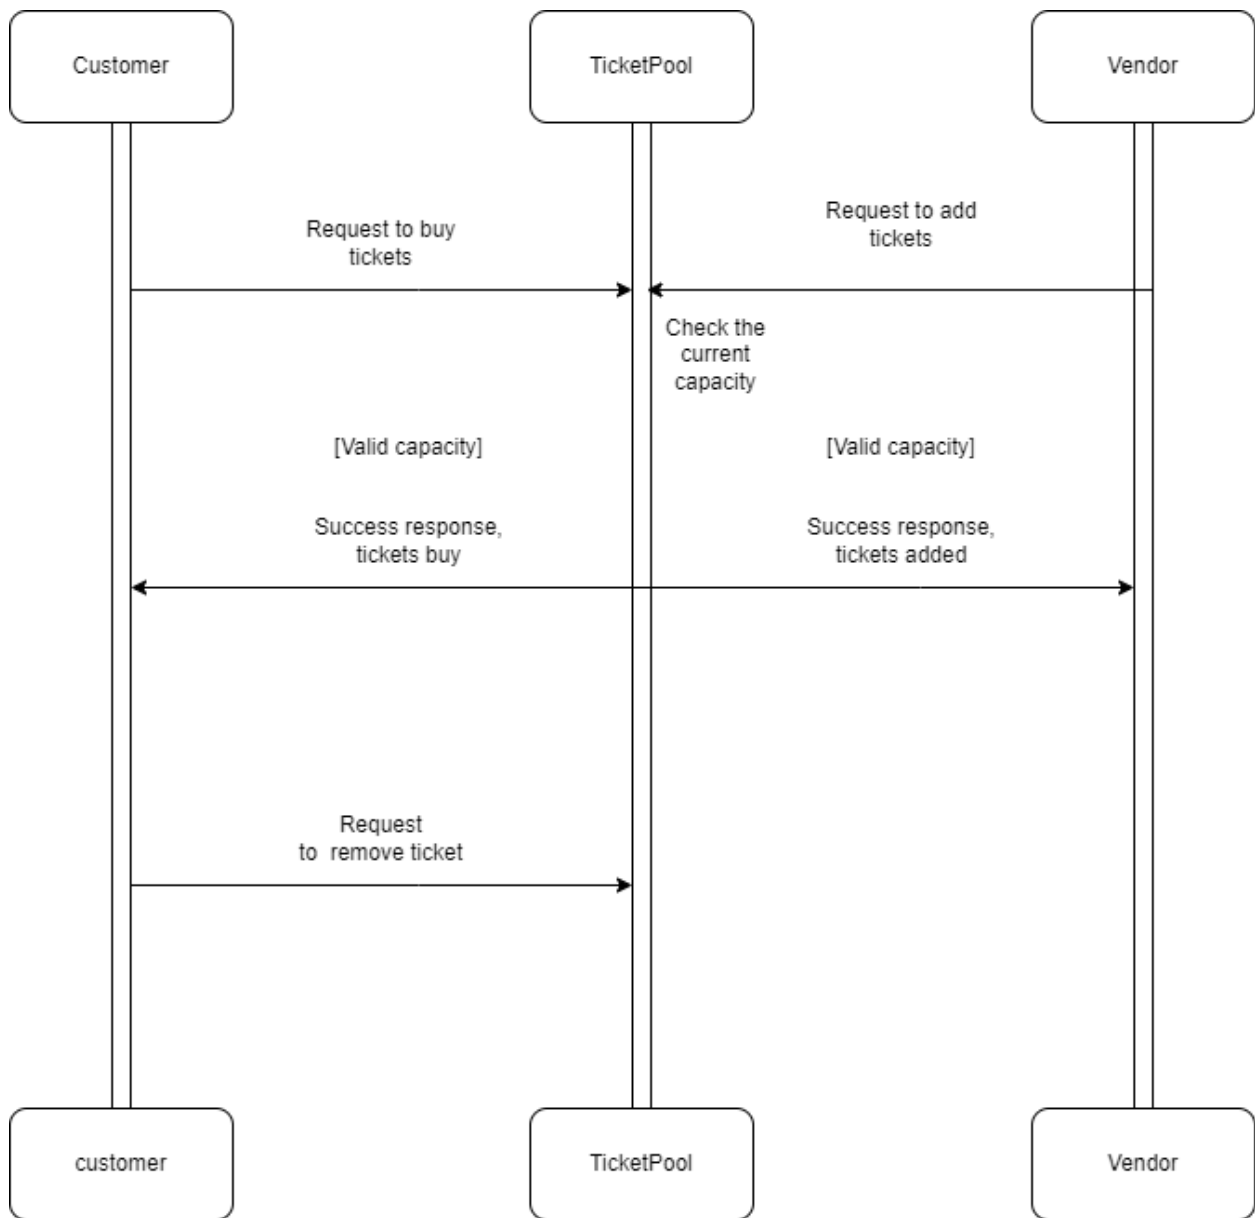 Customer
TicketPool
Vendor
Request to buy
tickets
Request to add
tickets
Check the
current
capacity
[Valid capacity]
[Valid capacity]
Success response,
tickets buy
Success response,
tickets added
Request
to  remove ticket
customer
TicketPool
Vendor